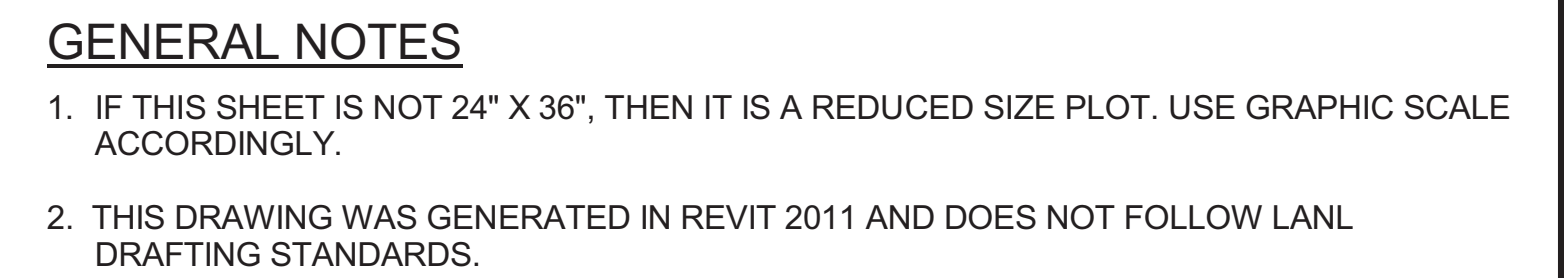 GENERAL NOTES
1. IF THIS SHEET IS NOT 24" X 36", THEN IT IS A REDUCED SIZE PLOT. USE GRAPHIC SCALE
ACCORDINGLY.
2. THIS DRAWING WAS GENERATED IN REVIT 2011 AND DOES NOT FOLLOW LANL
DRAFTING STANDARDS.